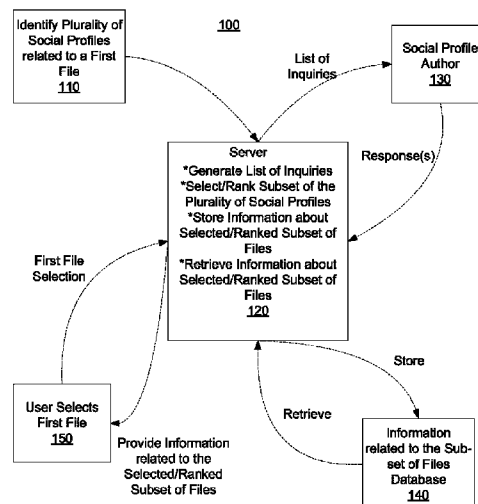 100
Identify Plurality of
Social Profiles
related to a First
File
110
List of
Inquiries
Social Profile
Author
130
Response(s)
Server
*Generate List of Inquiries
*Select/Rank Subset of the
Plurality of Social Profiles
*Store Information about
Selected/Ranked Subset of
Files
*Retrieve Information about
Selected/Ranked Subset of
Files
120
First File
Selection
User Selects
First File
150
Provide Information
related to the
Selected/Ranked
Subset of Files
Store
Retrieve
Information
related to the Sub-
set of Files
Database
140